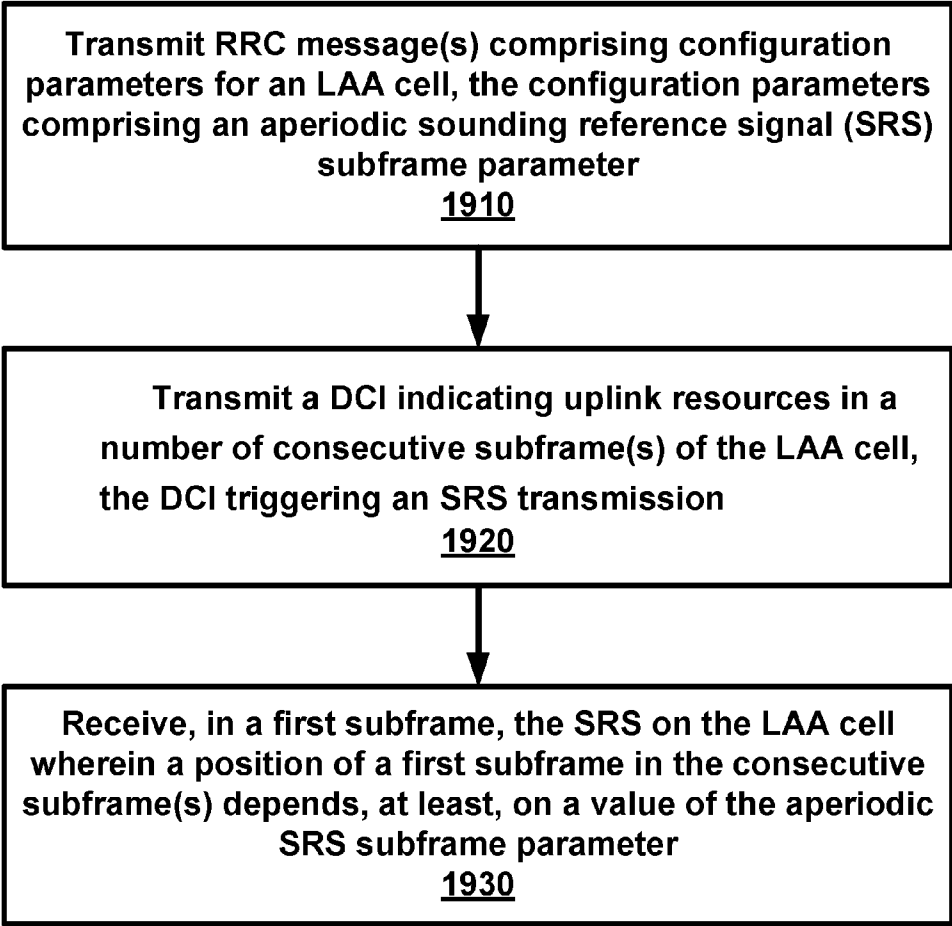 Transmit RRC message(s) comprising configuration
parameters for an LAA cell, the configuration parameters
comprising an aperiodic sounding reference signal (SRS)
subframe parameter
1910
Transmit a DCI indicating uplink resources in a
number of consecutive subframe(s) of the LAA cell,
the DCI triggering an SRS transmission
1920
Receive, in a first subframe, the SRS on the LAA cell
wherein a position of a first subframe in the consecutive
subframe(s) depends, at least, on a value of the aperiodic
SRS subframe parameter
1930